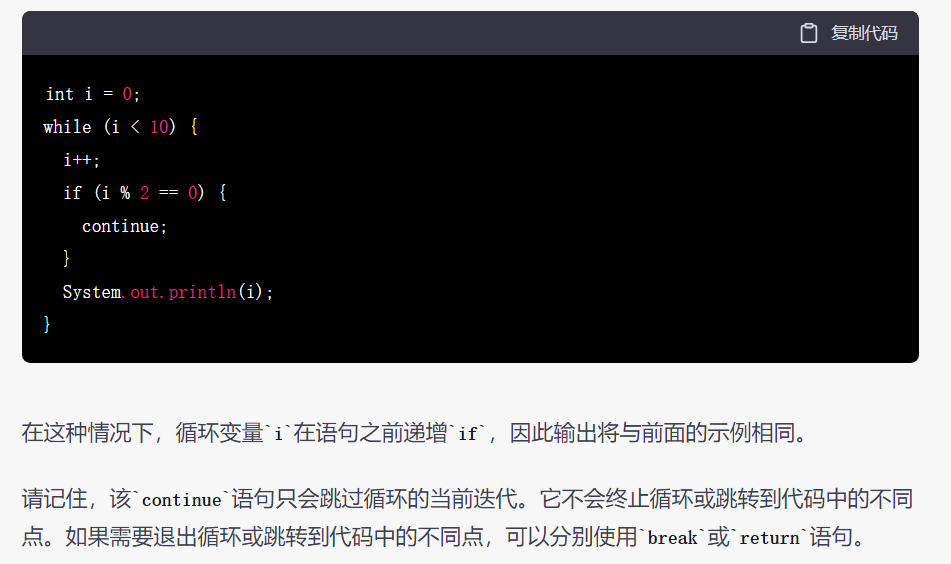 复制代码
int i = 0;
while (i < 10) {
  i++;
  if (i % 2 == 0) {
    continue;
  }
  System.out.println(i);
}
在这种情况下，循环变量`i`在语句之前递增`if`，因此输出将与前面的示例相同。
请记住，该`continue`语句只会跳过循环的当前迭代。它不会终止循环或跳转到代码中的不同
点。如果需要退出循环或跳转到代码中的不同点，可以分别使用`break`或`return`语句。